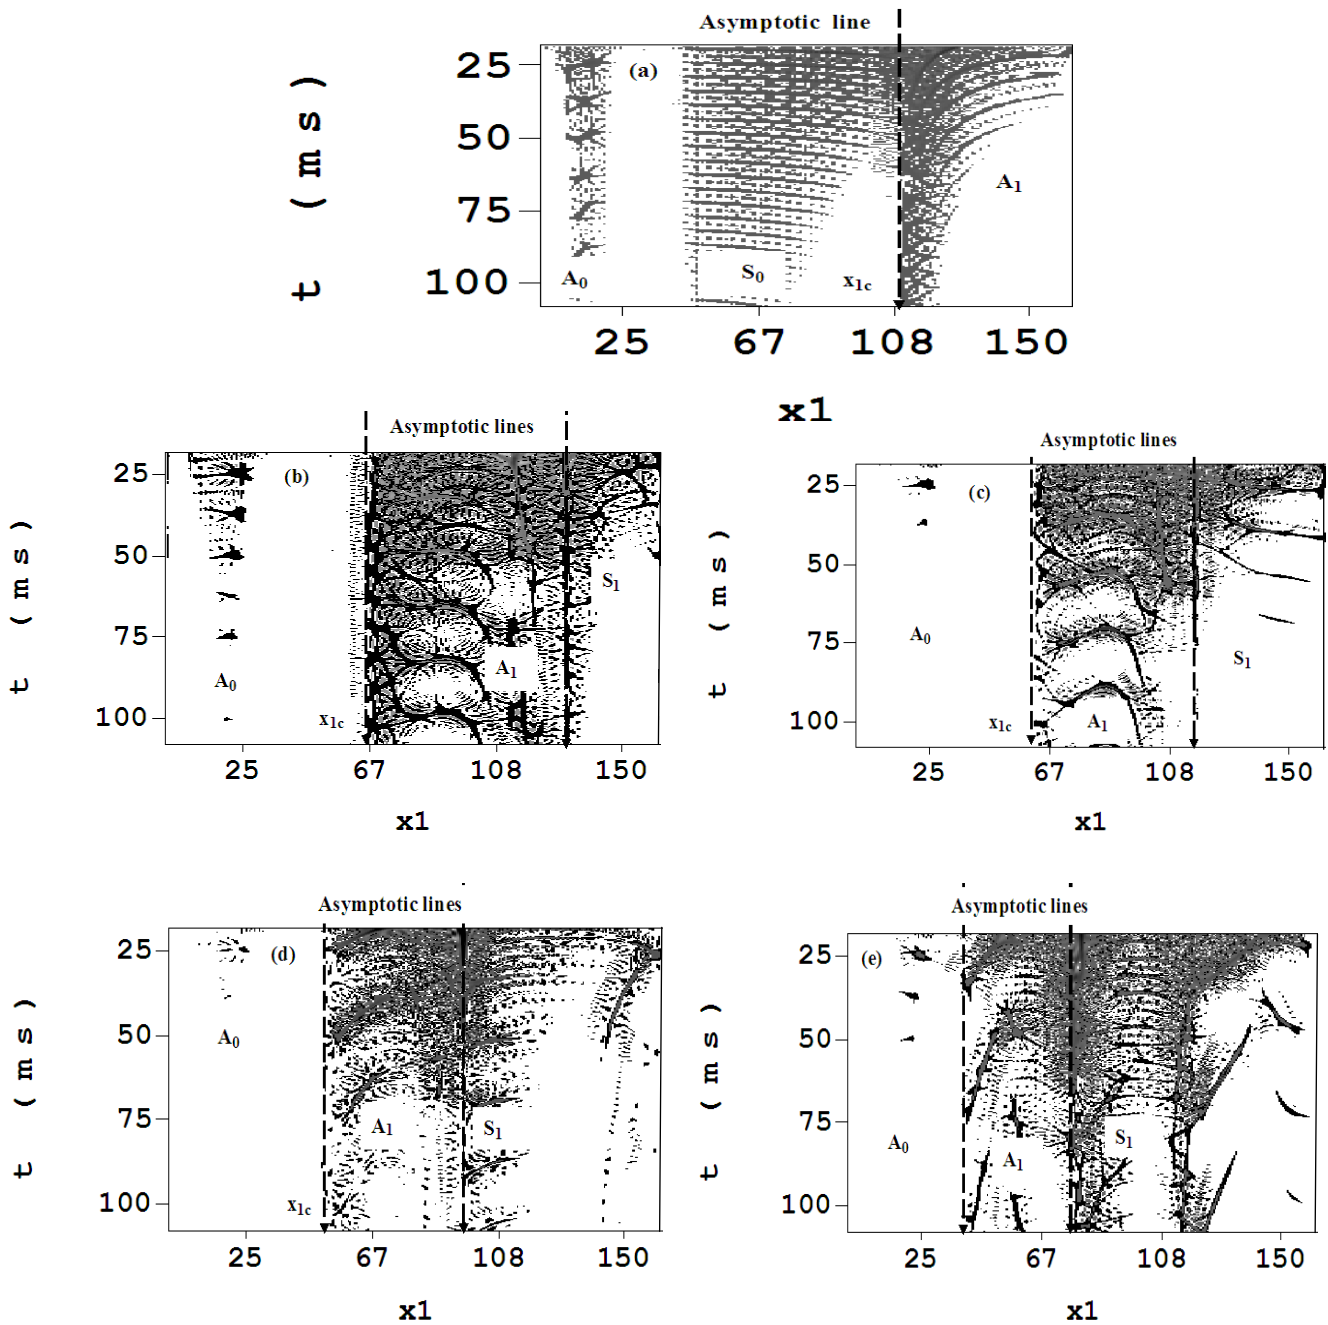 Asymptotic line
(a)
25
50
75
100
t (ms)
A0
S0
x1c
A1
25 67 108 150
x1
Asymptotic lines
(b)
25
50
75
100
t (ms)
S1
A1
A0
x1c
25 67 108 150
x1
Asymptotic lines
(c)
25
50
75
100
t (ms)
A0
S1
x1c
A1
25 67 108 150
x1
Asymptotic lines
(d)
25
50
75
100
t (ms)
A0
A1
S1
x1c
25 67 108 150
x1
Asymptotic lines
(e)
25
50
75
100
t (ms)
A0
A1
S1
25 67 108 150
x1